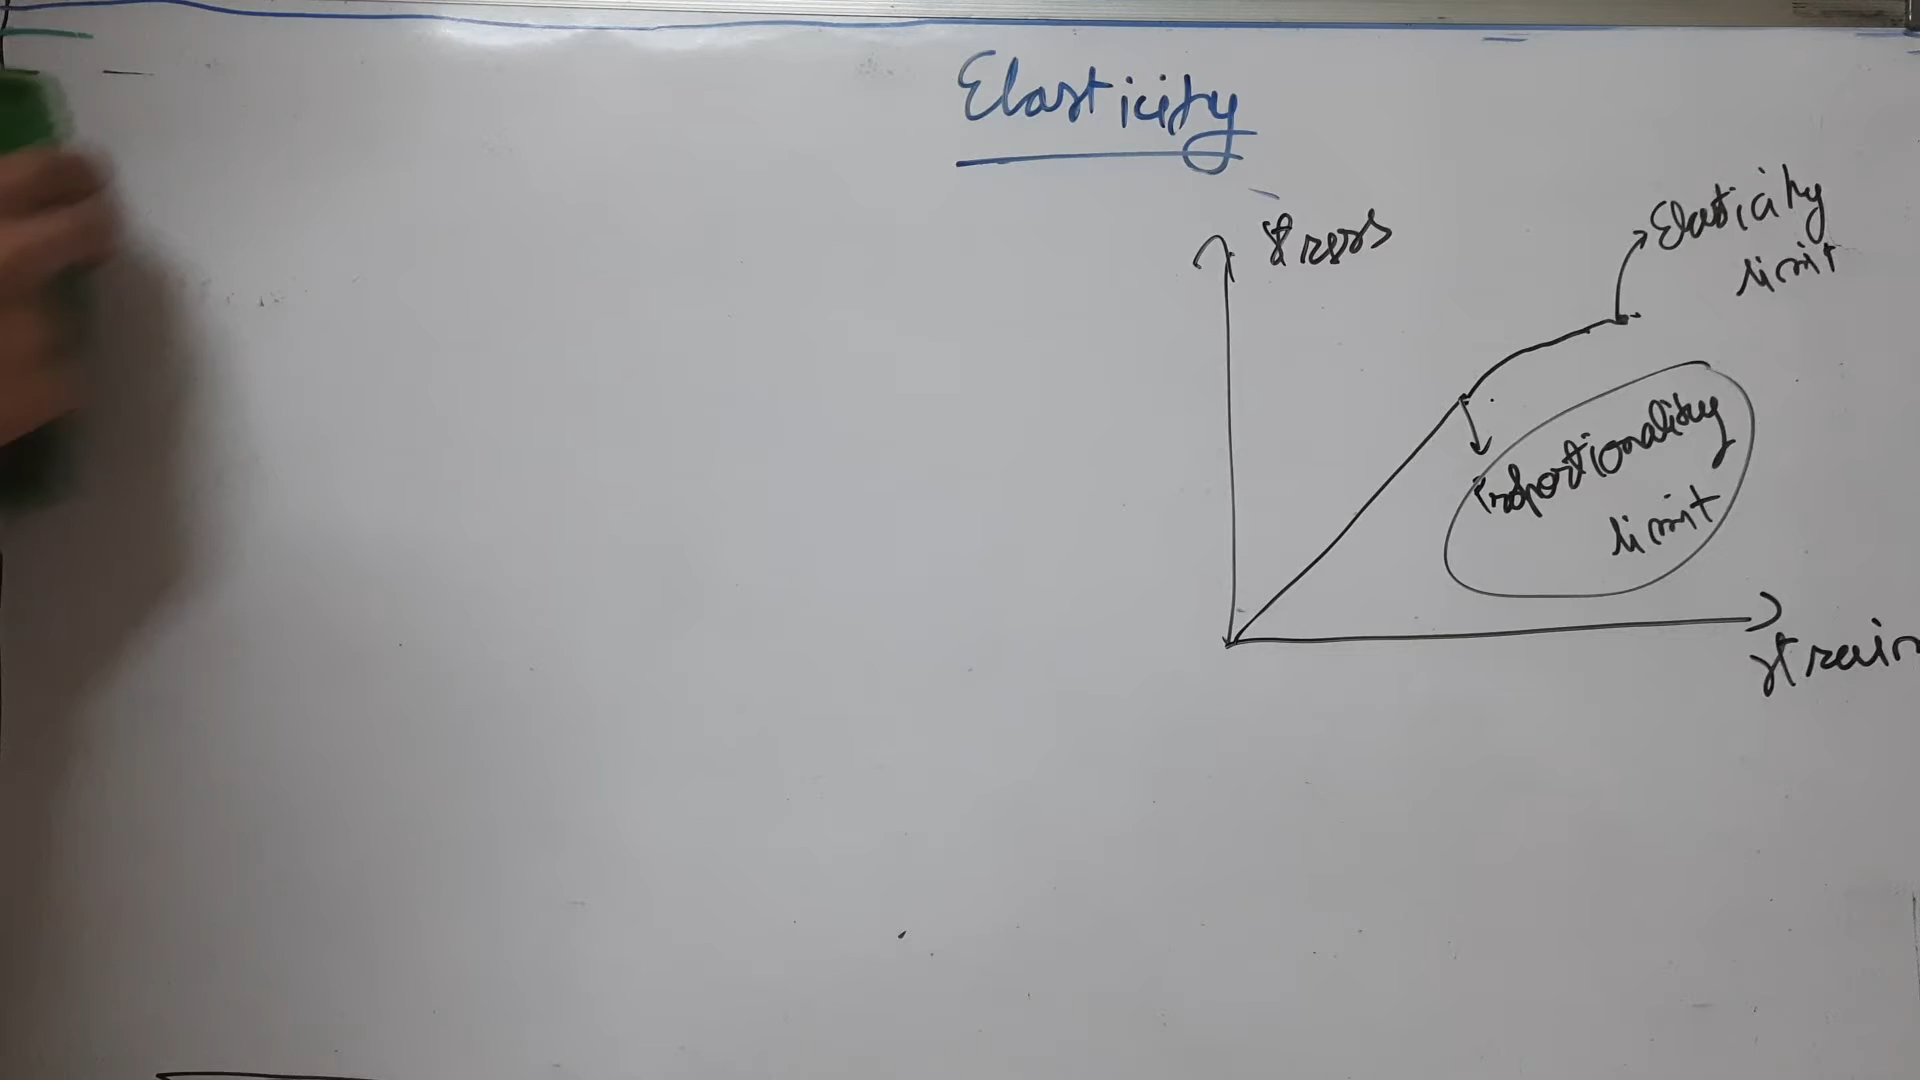 Elasticity
stress
Elasticity
limit
Proportionality
limit
strain